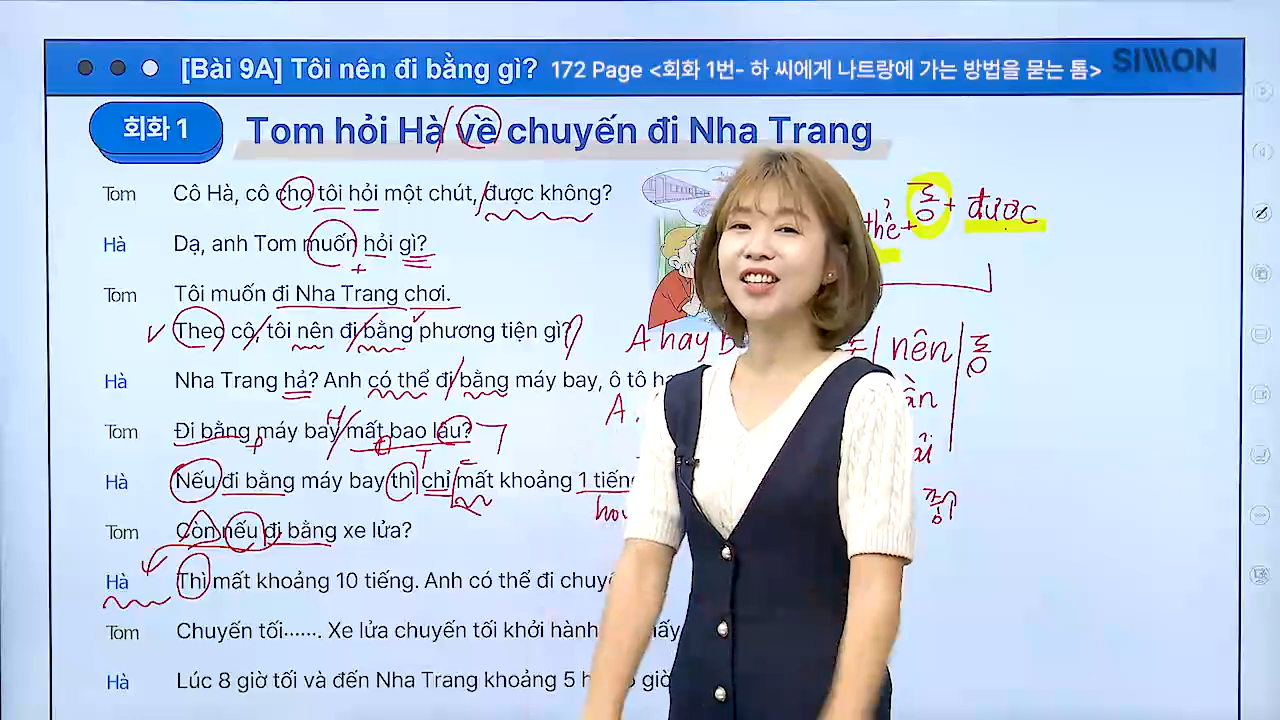 [Bài 9A] Tôi nên đi bằng gì? 172 Page <회화 1번- 하 씨에게 나트랑에 가는 방법을 묻는 톰>
회화 1 Tom hỏi Hà về chuyến đi Nha Trang
Tom Cô Hà, cô cho tôi hỏi một chút, được không?
Hà Dạ, anh Tom muốn hỏi gì?
Tom Tôi muốn đi Nha Trang chơi.
Theo cô, tôi nên đi bằng phương tiện gì?
Hà Nha Trang hả? Anh có thể đi bằng máy bay, ô tô
Tom Đi bằng máy bay mất bao lâu?
Hà Nếu đi bằng máy bay thì chỉ mất khoảng 1 tiếng
Tom Còn nếu đi bằng xe lửa?
Hà Thì mất khoảng 10 tiếng. Anh có thể đi
Tom Chuyến tối...... Xe lửa chuyến tối khởi hành
Hà Lúc 8 giờ tối và đến Nha Trang khoảng 5
thể + 동 + được
A hay B
nên 동
A.